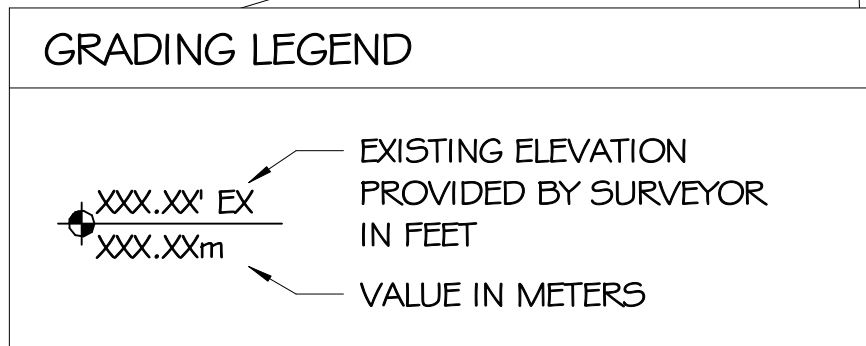 GRADING LEGEND
XXX.XX' EX
XXX.XXm
EXISTING ELEVATION
PROVIDED BY SURVEYOR
IN FEET
VALUE IN METERS